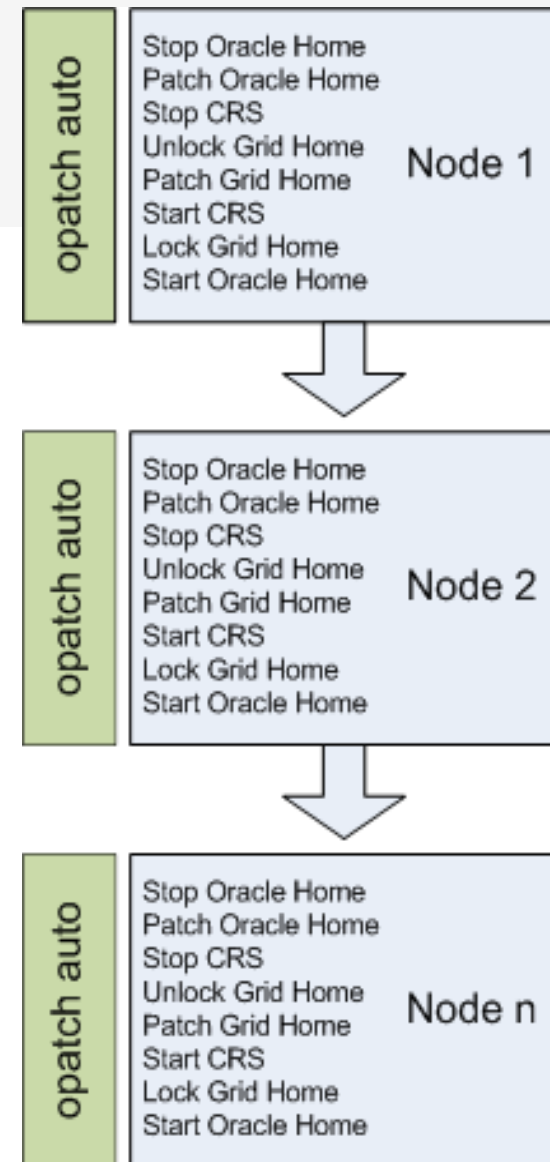 opatch auto
Stop Oracle Home
Patch Oracle Home
Stop CRS
Unlock Grid Home
Patch Grid Home
Start CRS
Lock Grid Home
Start Oracle Home
Node 1
opatch auto
Stop Oracle Home
Patch Oracle Home
Stop CRS
Unlock Grid Home
Patch Grid Home
Start CRS
Lock Grid Home
Start Oracle Home
Node 2
opatch auto
Stop Oracle Home
Patch Oracle Home
Stop CRS
Unlock Grid Home
Patch Grid Home
Start CRS
Lock Grid Home
Start Oracle Home
Node n